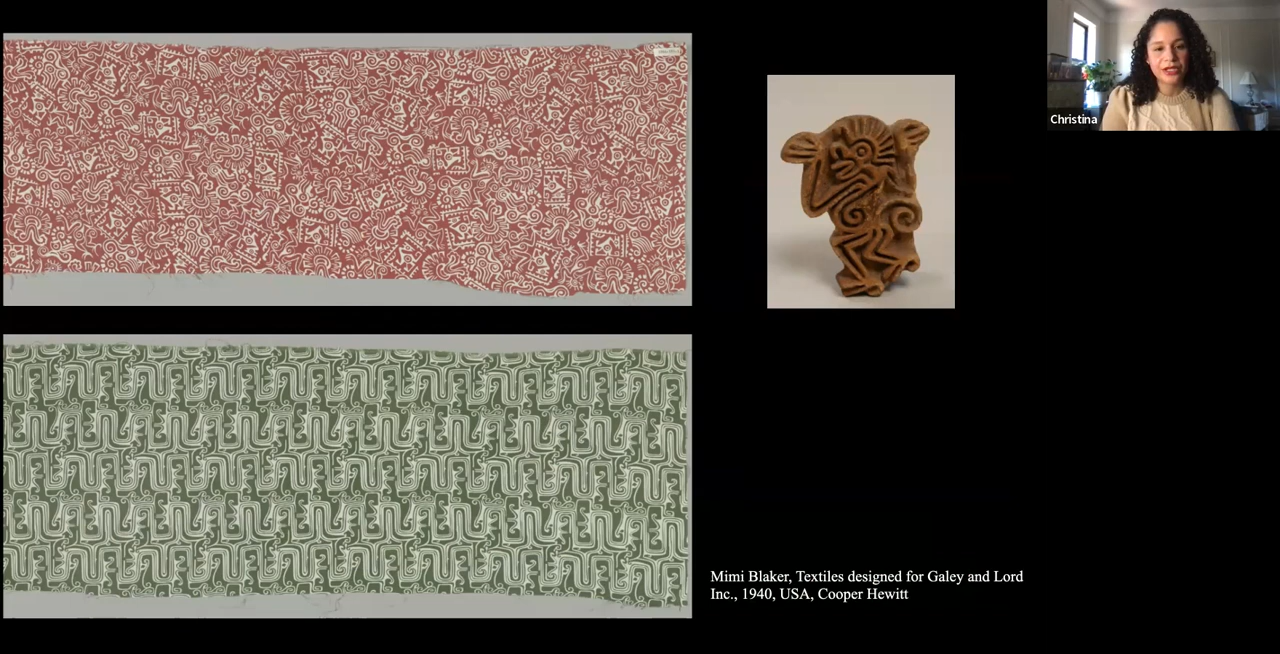 Christina
Mimi Blaker, Textiles designed for Galey and Lord
Inc., 1940, USA, Cooper Hewitt